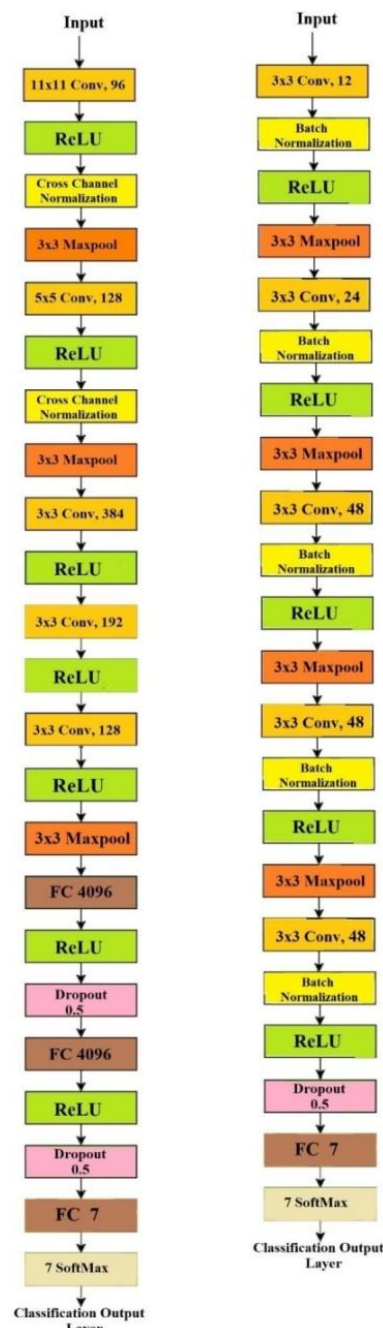 Input
11x11 Conv, 96
ReLU
Cross Channel
Normalization
3x3 Maxpool
5x5 Conv, 128
ReLU
Cross Channel
Normalization
3x3 Maxpool
3x3 Conv, 384
ReLU
3x3 Conv, 192
ReLU
3x3 Conv, 128
ReLU
3x3 Maxpool
FC 4096
ReLU
Dropout
0.5
FC 4096
ReLU
Dropout
0.5
FC 7
7 SoftMax
Classification Output
Layer
Input
3x3 Conv, 12
Batch
Normalization
ReLU
3x3 Maxpool
3x3 Conv, 24
Batch
Normalization
ReLU
3x3 Maxpool
3x3 Conv, 48
Batch
Normalization
ReLU
3x3 Maxpool
3x3 Conv, 48
Batch
Normalization
ReLU
3x3 Maxpool
3x3 Conv, 48
Batch
Normalization
ReLU
Dropout
0.5
FC 7
7 SoftMax
Classification Output
Layer